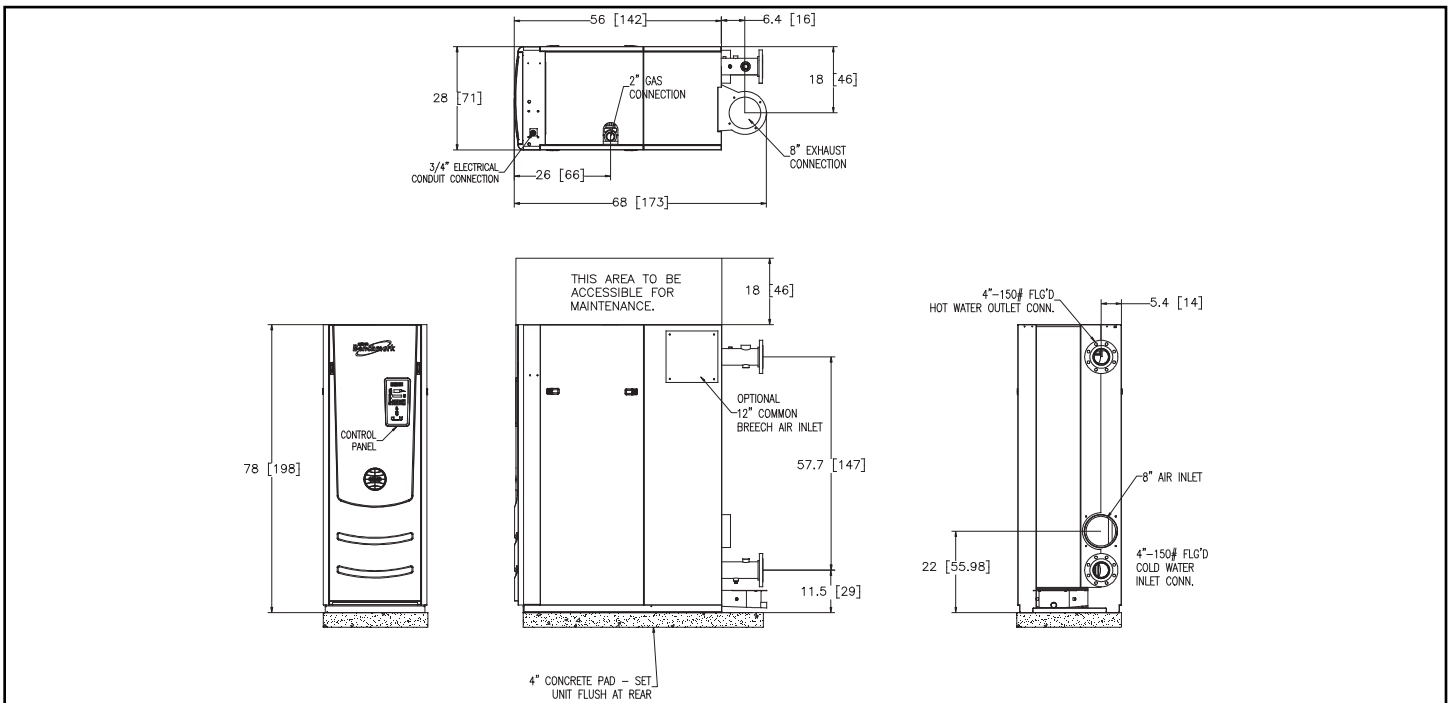 56 [142]
6.4 [16]
18 [46]
28 [71]
2" GAS
CONNECTION
8" EXHAUST
CONNECTION
3/4" ELECTRICAL
CONDUIT CONNECTION
26 [66]
68 [173]
THIS AREA TO BE
ACCESSIBLE FOR
MAINTENANCE.
18 [46]
4"-150# FLG'D
HOT WATER OUTLET CONN.
5.4 [14]
Benchmark
OPTIONAL
12" COMMON
BREECH AIR INLET
CONTROL
PANEL
78 [198]
57.7 [147]
8" AIR INLET
22 [55.98]
4"-150# FLG'D
COLD WATER
INLET CONN.
11.5 [29]
4" CONCRETE PAD - SET
UNIT FLUSH AT REAR